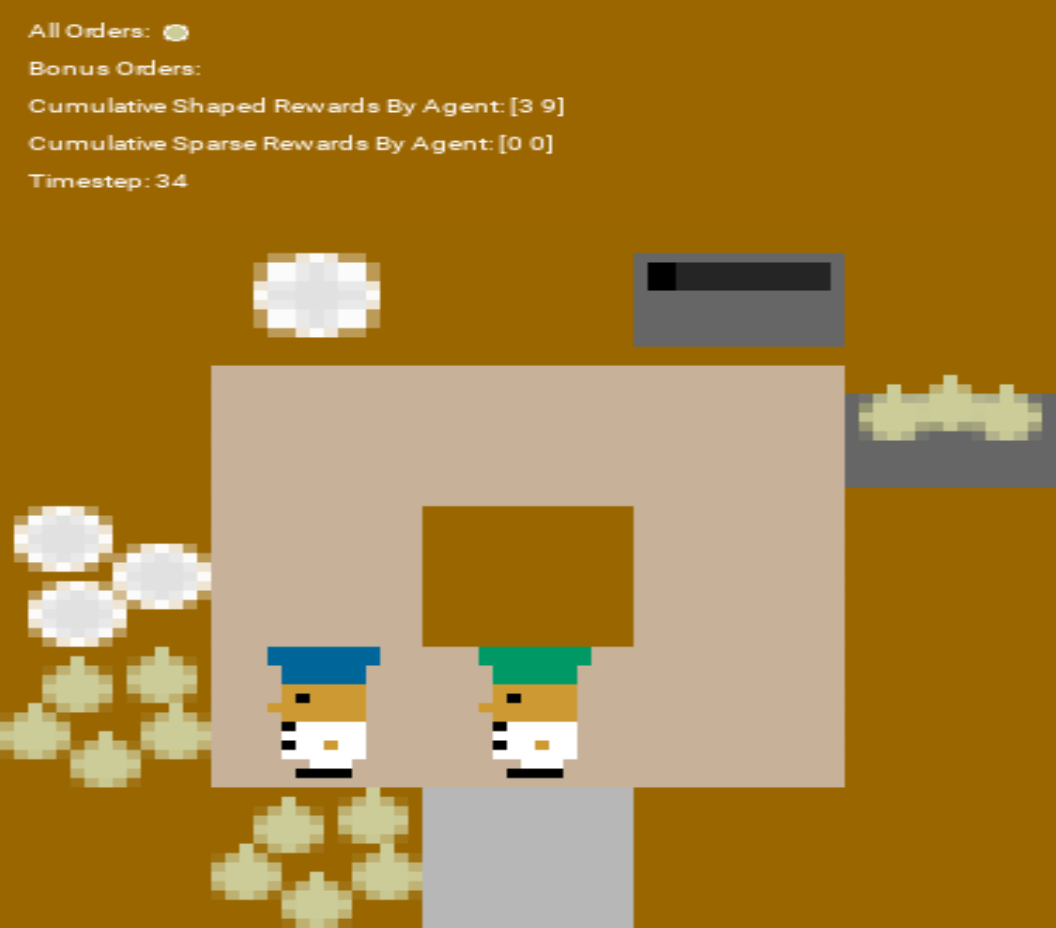 All Orders:
Bonus Orders:
Cumulative Shaped Rewards By Agent: [3 9]
Cumulative Sparse Rewards By Agent: [0 0]
Timestep: 34